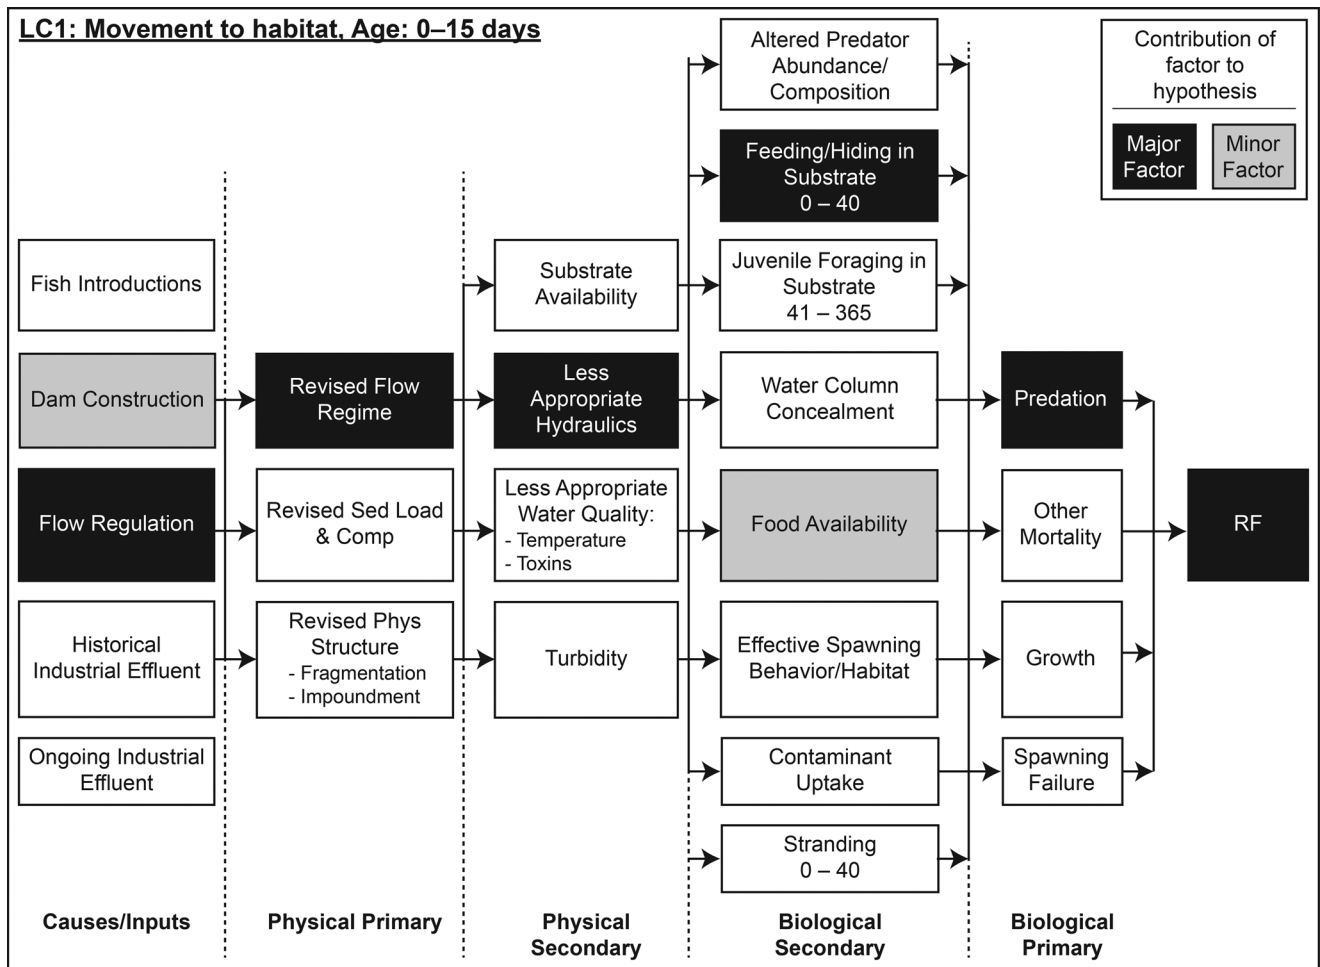 LC1: Movement to habitat, Age: 0–15 days
Contribution of
factor to
hypothesis
Major
Factor
Minor
Factor
Fish Introductions
Dam Construction
Flow Regulation
Historical
Industrial Effluent
Ongoing Industrial
Effluent
Causes/Inputs
Revised Flow
Regime
Revised Sed Load
& Comp
Revised Phys
Structure
- Fragmentation
- Impoundment
Physical Primary
Substrate
Availability
Less
Appropriate
Hydraulics
Less Appropriate
Water Quality:
- Temperature
- Toxins
Turbidity
Physical
Secondary
Altered Predator
Abundance/
Composition
Feeding/Hiding in
Substrate
0 – 40
Juvenile Foraging in
Substrate
41 – 365
Water Column
Concealment
Food Availability
Effective Spawning
Behavior/Habitat
Contaminant
Uptake
Stranding
0 – 40
Biological
Secondary
Predation
Other
Mortality
Growth
Spawning
Failure
Biological
Primary
RF